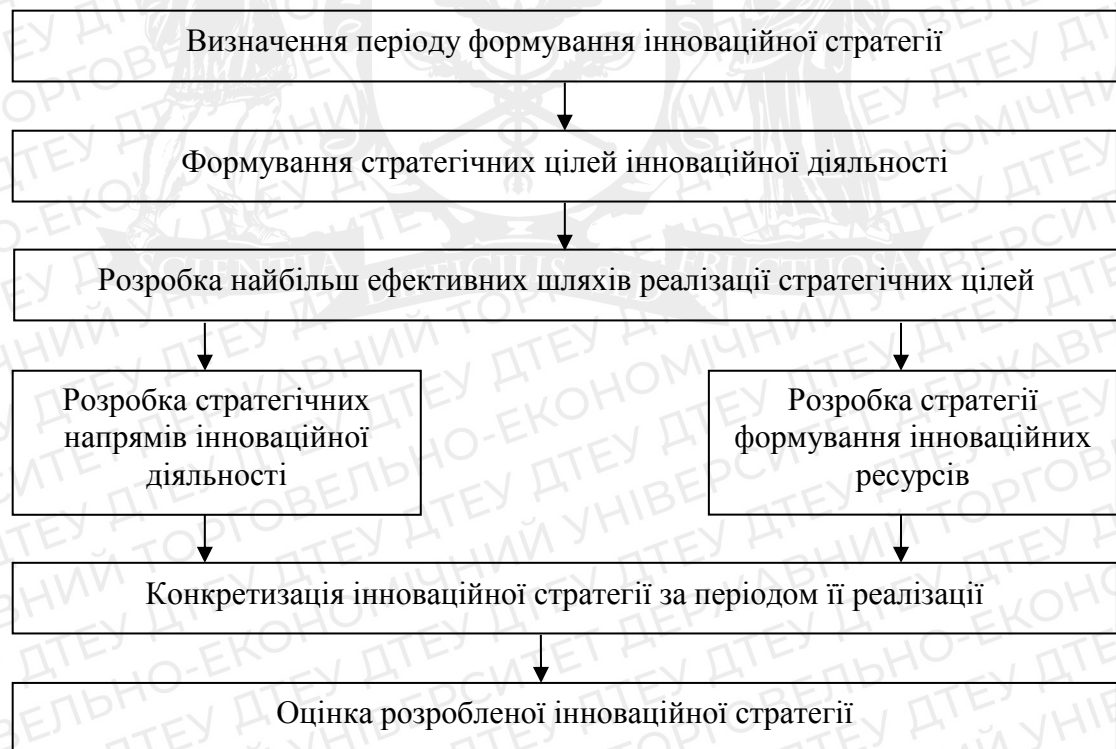 Визначення періоду формування інноваційної стратегії
Формування стратегічних цілей інноваційної діяльності
Розробка найбільш ефективних шляхів реалізації стратегічних цілей
Розробка стратегічних
напрямів інноваційної
діяльності
Розробка стратегії
формування інноваційних
ресурсів
Конкретизація інноваційної стратегії за періодом її реалізації
Оцінка розробленої інноваційної стратегії